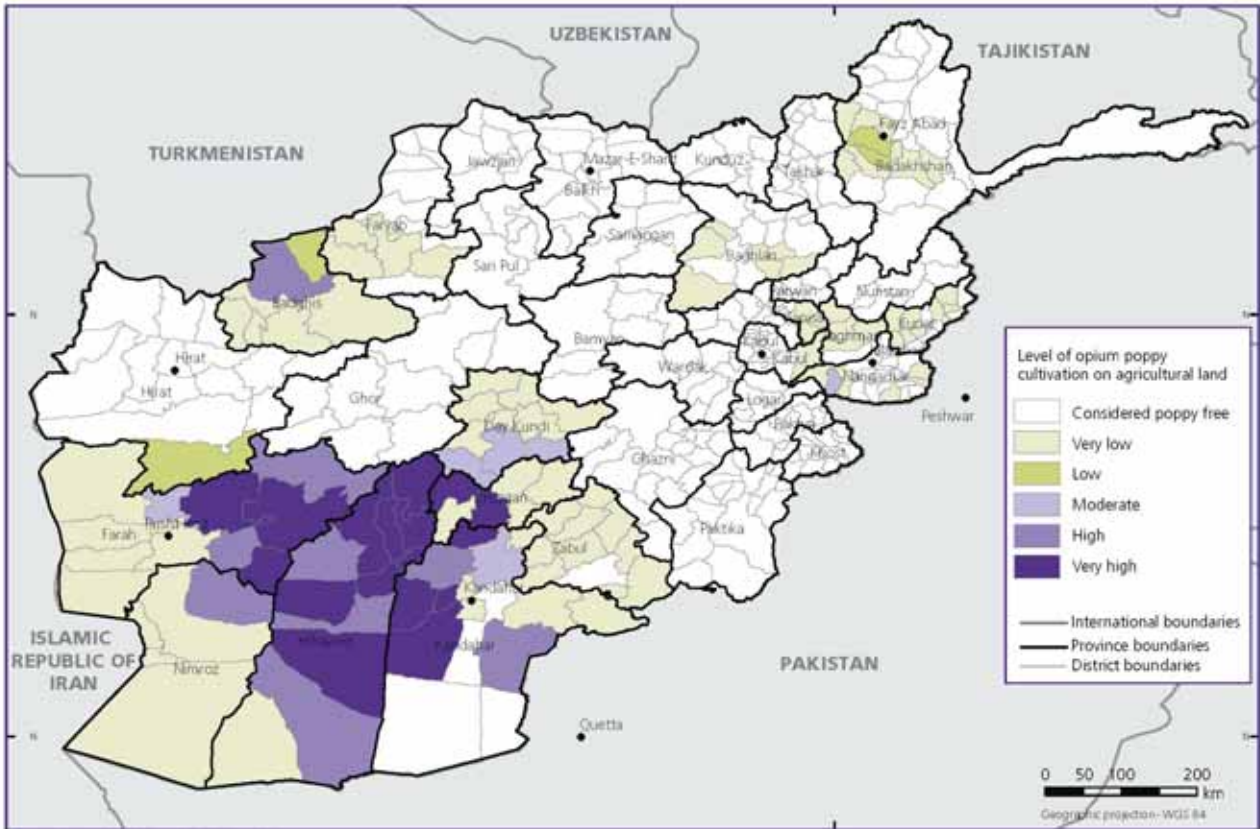 UZBEKISTAN
TAJIKISTAN
TURKMENISTAN
Fayz Abad
Jawzjan
Mazar-E-Sharif
Kunduz
Takhar
Balkh
Badakhshan
Faryab
Samangan
Baghlan
Sari Pul
Badghis
Parwan
Nuristan
Kunar
Bamyan
Laghman
Kabul
Kabul
Hirat
Hirat
Wardak
Nangarhar
Ghor
Logar
Peshwar
Day Kundi
Paktya
Khost
Ghazni
Farah
Farah
Uruzgan
Paktika
Zabul
Kandahar
Hilmand
Kandahar
ISLAMIC
REPUBLIC OF
IRAN
Nimroz
PAKISTAN
Quetta
N
N
N
N
Level of opium poppy
cultivation on agricultural land
Considered poppy free
Very low
Low
Moderate
High
Very high
International boundaries
Province boundaries
District boundaries
0 50 100 200
km
Geographic projection- WGS 84